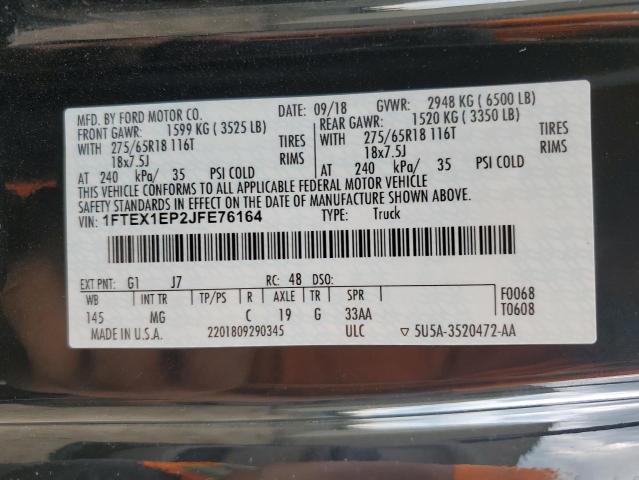 MFD. BY FORD MOTOR CO. DATE: 09/18 GVWR: 2948 KG ( 6500 LB)
FRONT GAWR: 1599 KG ( 3525 LB) REAR GAWR: 1520 KG ( 3350 LB)
WITH 275/65R18 116T TIRES WITH 275/65R18 116T TIRES
18x7.5J RIMS 18x7.5J RIMS
AT 240 kPa/ 35 PSI COLD AT 240 kPa/ 35 PSI COLD
THIS VEHICLE CONFORMS TO ALL APPLICABLE FEDERAL MOTOR VEHICLE
SAFETY STANDARDS IN EFFECT ON THE DATE OF MANUFACTURE SHOWN ABOVE.
VIN: 1FTEX1EP2JFE76164 TYPE: Truck
EXT PNT: G1 J7 RC: 48 DSO:
WB INT TR TP/PS R AXLE TR SPR F0068
145 MG C 19 G 33AA T0608
MADE IN U.S.A. 2201809290345 ULC ▽ 5U5A-3520472-AA